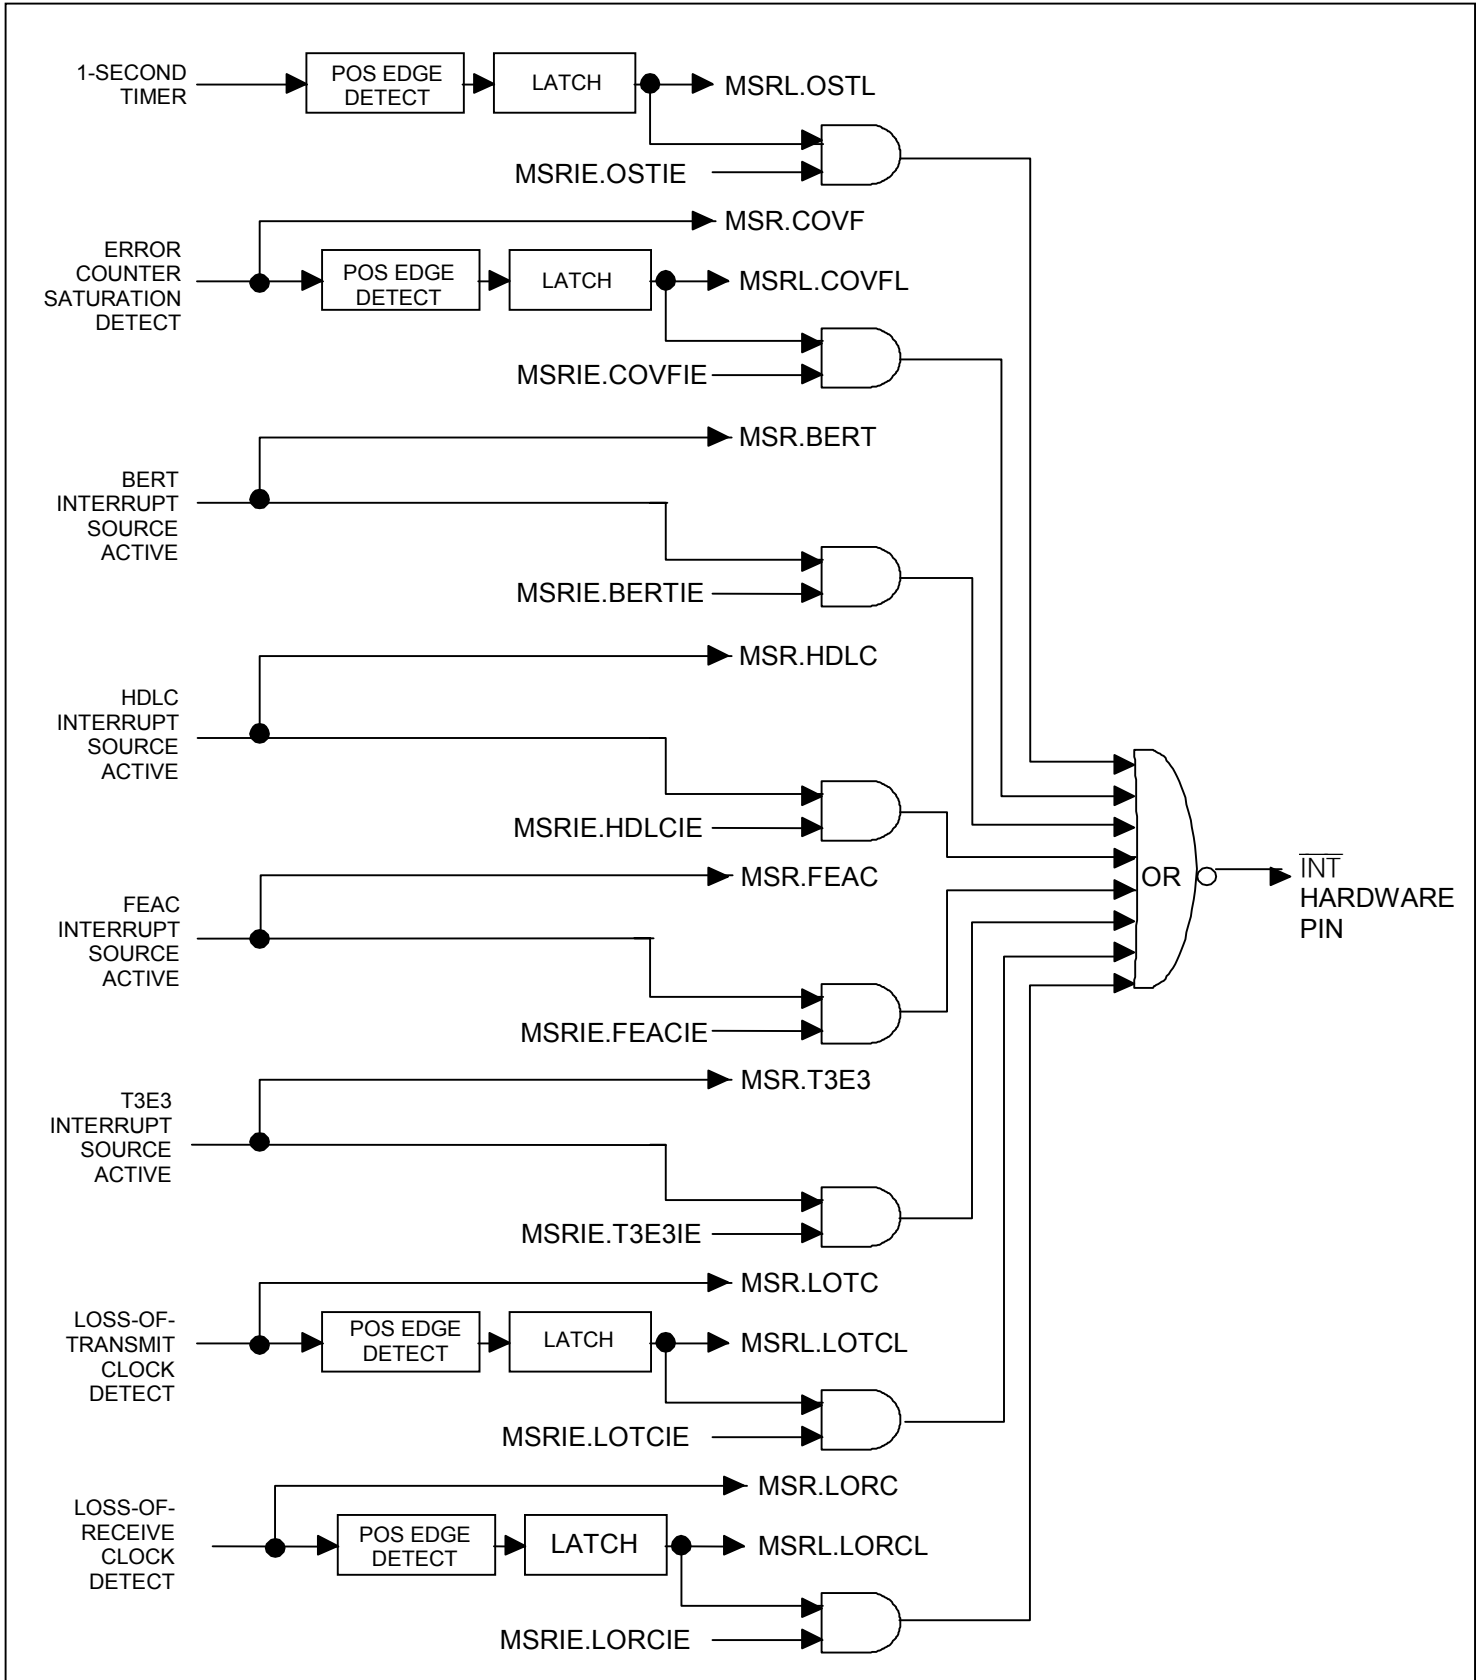 1-SECOND
TIMER
POS EDGE
DETECT
LATCH
MSRL.OSTL
MSRIE.OSTIE
MSR.COVF
ERROR
COUNTER
SATURATION
DETECT
POS EDGE
DETECT
LATCH
MSRL.COVFL
MSRIE.COVFIE
MSR.BERT
BERT
INTERRUPT
SOURCE
ACTIVE
MSRIE.BERTIE
MSR.HDLC
HDLC
INTERRUPT
SOURCE
ACTIVE
MSRIE.HDLCIE
MSR.FEAC
FEAC
INTERRUPT
SOURCE
ACTIVE
MSRIE.FEACIE
OR
INT
HARDWARE
PIN
MSR.T3E3
T3E3
INTERRUPT
SOURCE
ACTIVE
MSRIE.T3E3IE
MSR.LOTC
LOSS-OF-
TRANSMIT
CLOCK
DETECT
POS EDGE
DETECT
LATCH
MSRL.LOTCL
MSRIE.LOTCIE
MSR.LORC
LOSS-OF-
RECEIVE
CLOCK
DETECT
POS EDGE
DETECT
LATCH
MSRL.LORCL
MSRIE.LORCIE